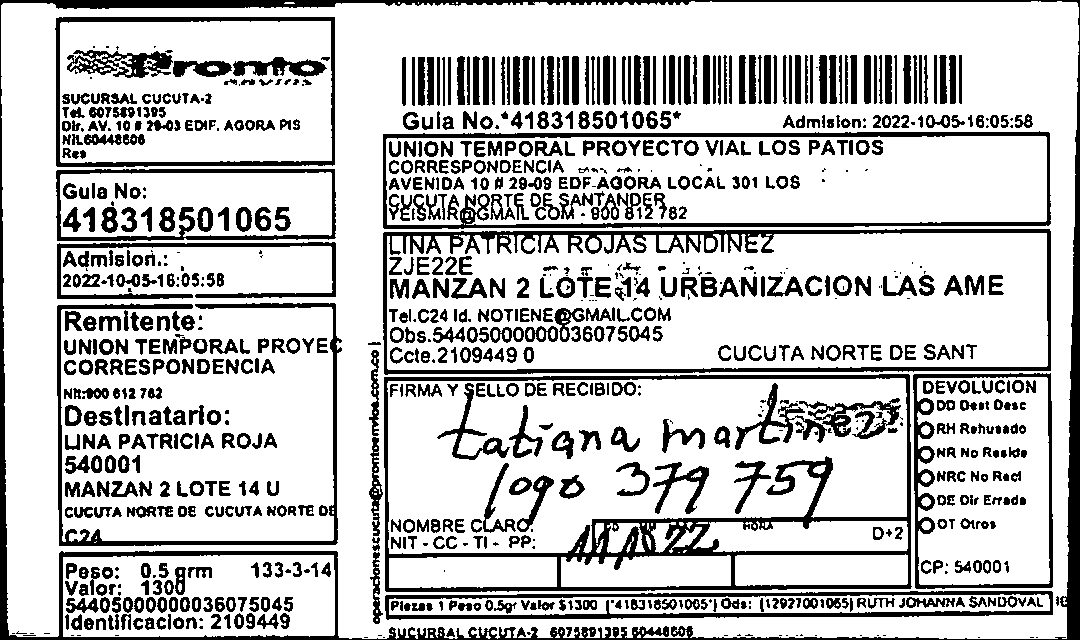 Pronto
ENVIOS
SUCURSAL CUCUTA-2
Tel. 6075891395
Dir. AV. 10 # 29-03 EDIF. AGORA PIS
Nit.60448606
Res
Guia No:
418318501065
Admision.:
2022-10-05-16:05:58
Remitente:
UNION TEMPORAL PROYEC
CORRESPONDENCIA
Nit:900 812 782
Destinatario:
LINA PATRICIA ROJA
540001
MANZAN 2 LOTE 14 U
CUCUTA NORTE DE CUCUTA NORTE DE
C24
Peso: 0.5 grm 133-3-14
Valor: 1300
54405000000036075045
Identificacion: 2109449
Guia No.*418318501065*
Admision: 2022-10-05-16:05:58
UNION TEMPORAL PROYECTO VIAL LOS PATIOS
CORRESPONDENCIA
AVENIDA 10 # 29-09 EDF AGORA LOCAL 301 LOS
CUCUTA NORTE DE SANTANDER
YEISMIR@GMAIL COM - 900 812 782
LINA PATRICIA ROJAS LANDINEZ
ZJE22E
MANZAN 2 LOTE 14 URBANIZACION LAS AME
Tel.C24 Id. NOTIENE@GMAIL.COM
Obs.54405000000036075045
Ccte.2109449 0 CUCUTA NORTE DE SANT
operacionescucuta@prontoenvios.com.co
FIRMA Y SELLO DE RECIBIDO:
tatiana martinez
1090 379 759
NOMBRE CLARO:
NIT - CC - TI - PP:
HORA
D+2
DEVOLUCION
DD Dest Desc
RH Rehusado
NR No Reside
NRC No Recl
DE Dir Errada
OT Otros
CP: 540001
Piezas 1 Peso 0.5gr Valor $1300 (*418318501065*) Ods: (12927001065) RUTH JOHANNA SANDOVAL
SUCURSAL CUCUTA-2 6075891395 60448606